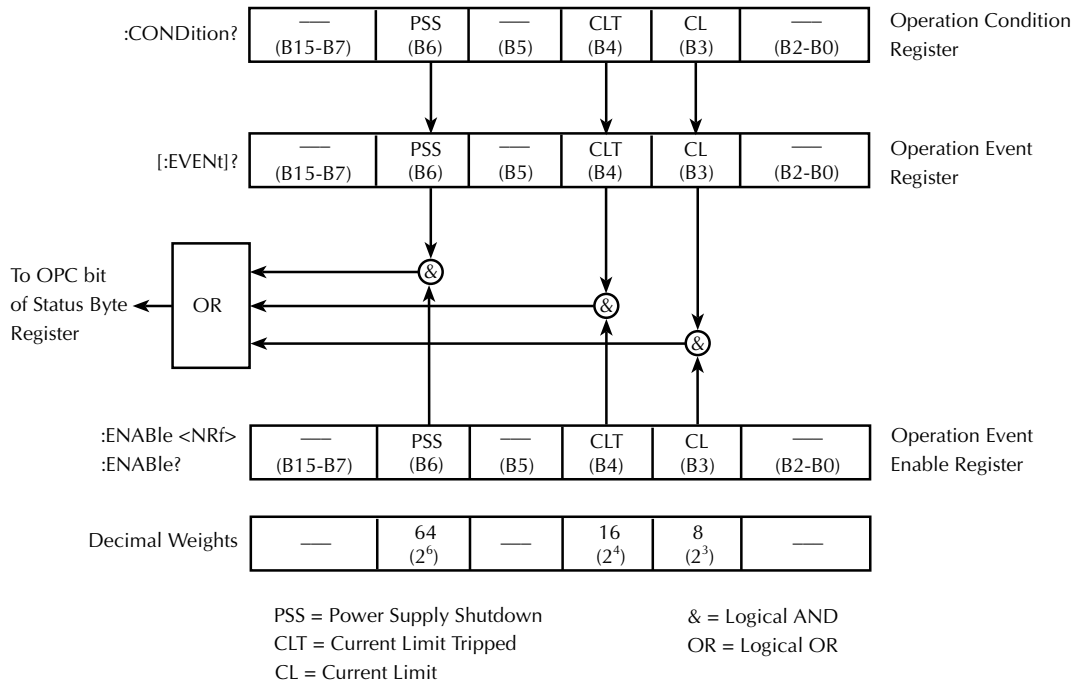 :CONDition?
—— PSS —— CLT CL ——
(B15-B7) (B6) (B5) (B4) (B3) (B2-B0)
Operation Condition
Register
[:EVENt]?
—— PSS —— CLT CL ——
(B15-B7) (B6) (B5) (B4) (B3) (B2-B0)
Operation Event
Register
&
&
&
To OPC bit
of Status Byte
Register
OR
:ENABle <NRf>
:ENABle?
—— PSS —— CLT CL ——
(B15-B7) (B6) (B5) (B4) (B3) (B2-B0)
Operation Event
Enable Register
Decimal Weights
—— 64 —— 16 8 ——
(2⁶) (2⁴) (2³)
PSS = Power Supply Shutdown
CLT = Current Limit Tripped
CL = Current Limit
& = Logical AND
OR = Logical OR